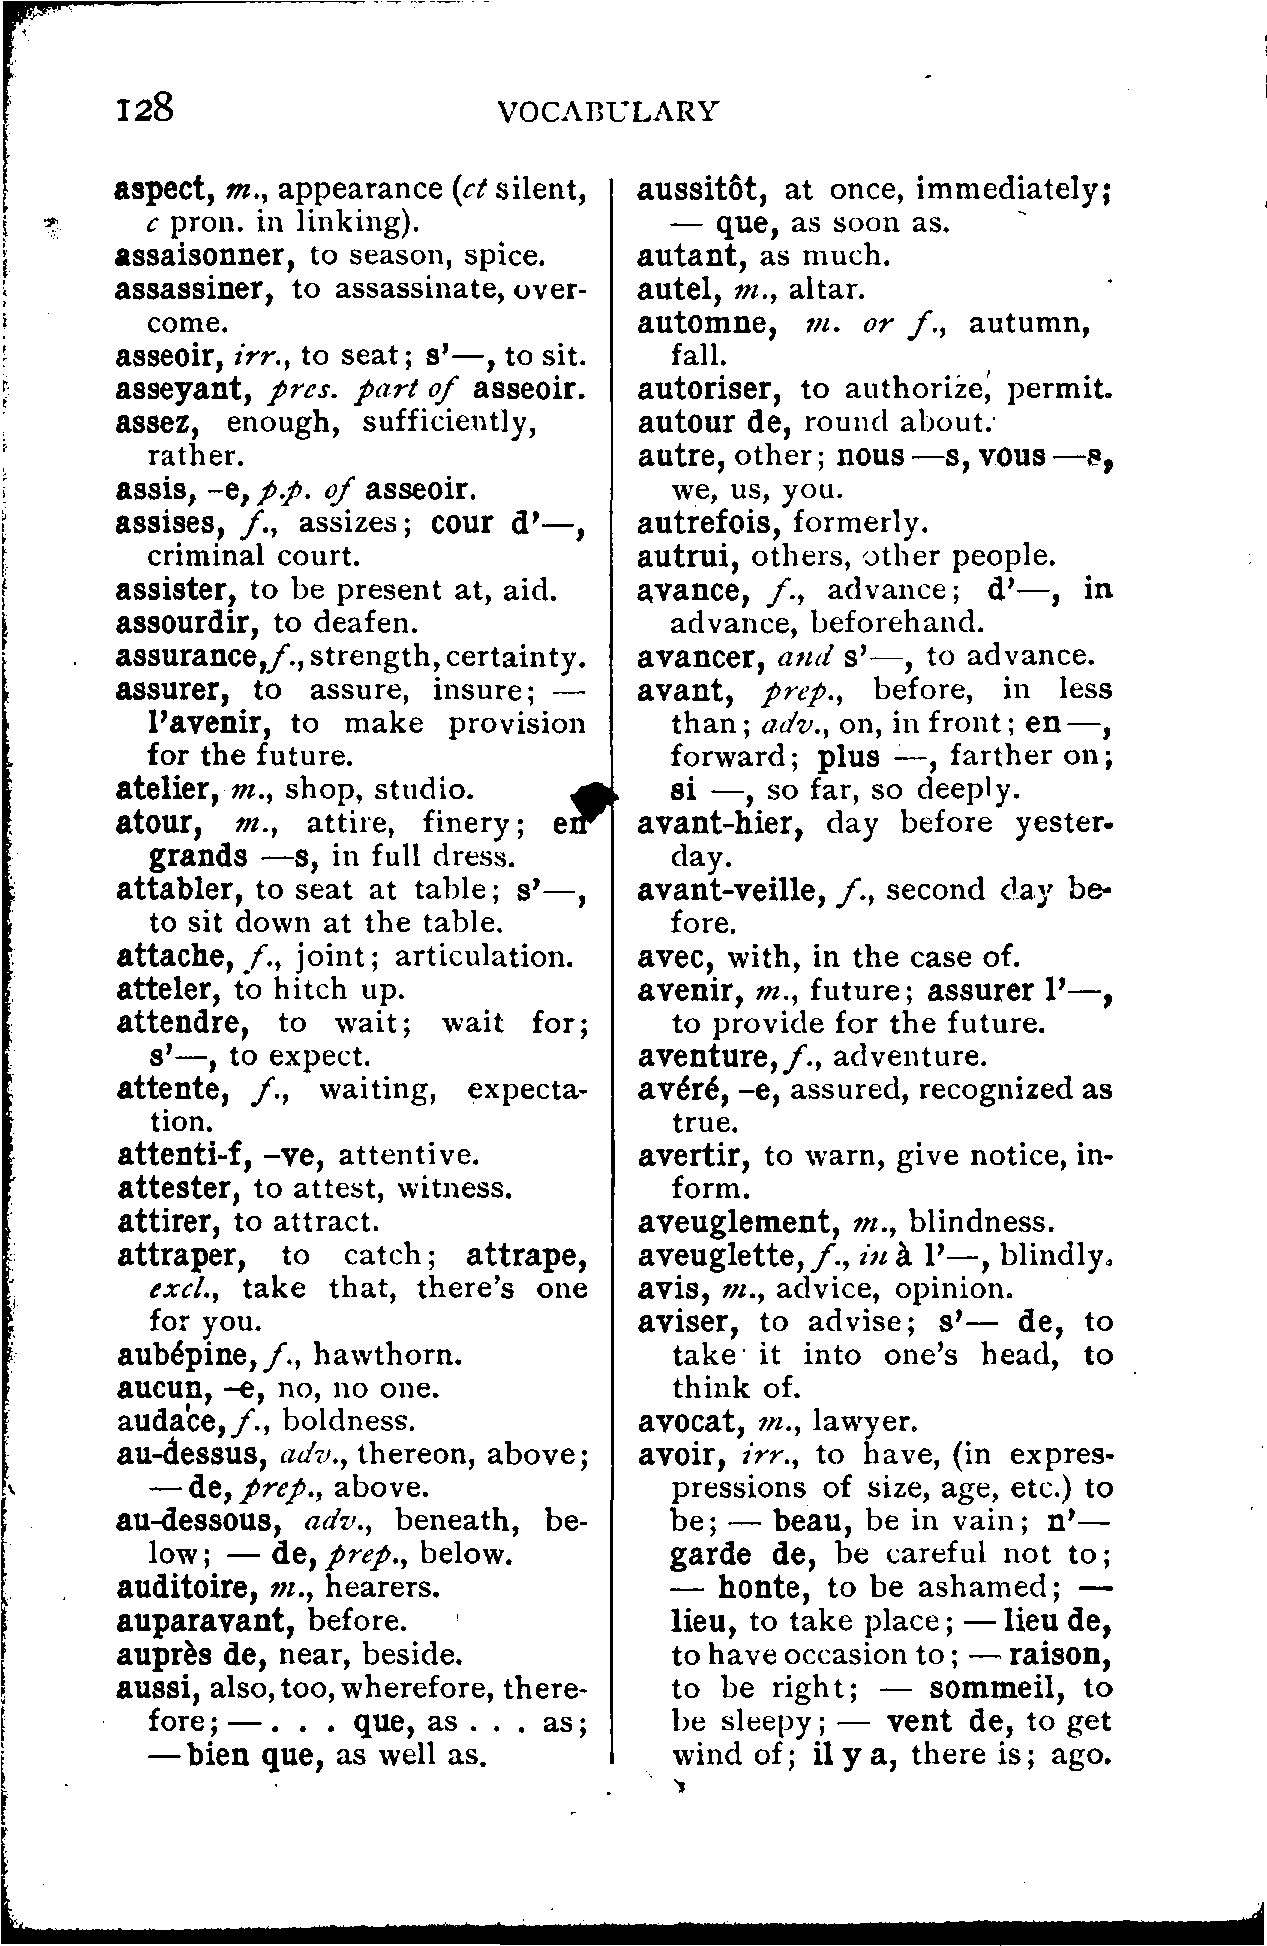 128
VOCABULARY
aspect, m., appearance (ct silent,
c pron. in linking).
assaisonner, to season, spice.
assassiner, to assassinate, over-
come.
asseoir, irr., to seat; s'—, to sit.
asseyant, pres. part of asseoir.
assez, enough, sufficiently,
rather.
assis, -e, p.p. of asseoir.
assises, f., assizes; cour d'—,
criminal court.
assister, to be present at, aid.
assourdir, to deafen.
assurance, f., strength, certainty.
assurer, to assure, insure; —
l'avenir, to make provision
for the future.
atelier, m., shop, studio.
atour, m., attire, finery; en
grands —s, in full dress.
attabler, to seat at table; s'—,
to sit down at the table.
attache, f., joint; articulation.
atteler, to hitch up.
attendre, to wait; wait for;
s'—, to expect.
attente, f., waiting, expecta-
tion.
attenti-f, -ve, attentive.
attester, to attest, witness.
attirer, to attract.
attraper, to catch; attrape,
excl., take that, there's one
for you.
aubépine, f., hawthorn.
aucun, -e, no, no one.
audace, f., boldness.
au-dessus, adv., thereon, above;
— de, prep., above.
au-dessous, adv., beneath, be-
low; — de, prep., below.
auditoire, m., hearers.
auparavant, before.
auprès de, near, beside.
aussi, also, too, wherefore, there-
fore; — . . . que, as . . . as;
— bien que, as well as.
aussitôt, at once, immediately;
— que, as soon as.
autant, as much.
autel, m., altar.
automne, m. or f., autumn,
fall.
autoriser, to authorize, permit.
autour de, round about.
autre, other; nous —s, vous —s,
we, us, you.
autrefois, formerly.
autrui, others, other people.
avance, f., advance; d'—, in
advance, beforehand.
avancer, and s'—, to advance.
avant, prep., before, in less
than; adv., on, in front; en —,
forward; plus —, farther on;
si —, so far, so deeply.
avant-hier, day before yester-
day.
avant-veille, f., second day be-
fore.
avec, with, in the case of.
avenir, m., future; assurer l'—,
to provide for the future.
aventure, f., adventure.
avéré, -e, assured, recognized as
true.
avertir, to warn, give notice, in-
form.
aveuglement, m., blindness.
aveuglette, f., in à l'—, blindly.
avis, m., advice, opinion.
aviser, to advise; s'— de, to
take it into one's head, to
think of.
avocat, m., lawyer.
avoir, irr., to have, (in expres-
pressions of size, age, etc.) to
be; — beau, be in vain; n'—
garde de, be careful not to;
— honte, to be ashamed; —
lieu, to take place; — lieu de,
to have occasion to; — raison,
to be right; — sommeil, to
be sleepy; — vent de, to get
wind of; il y a, there is; ago.